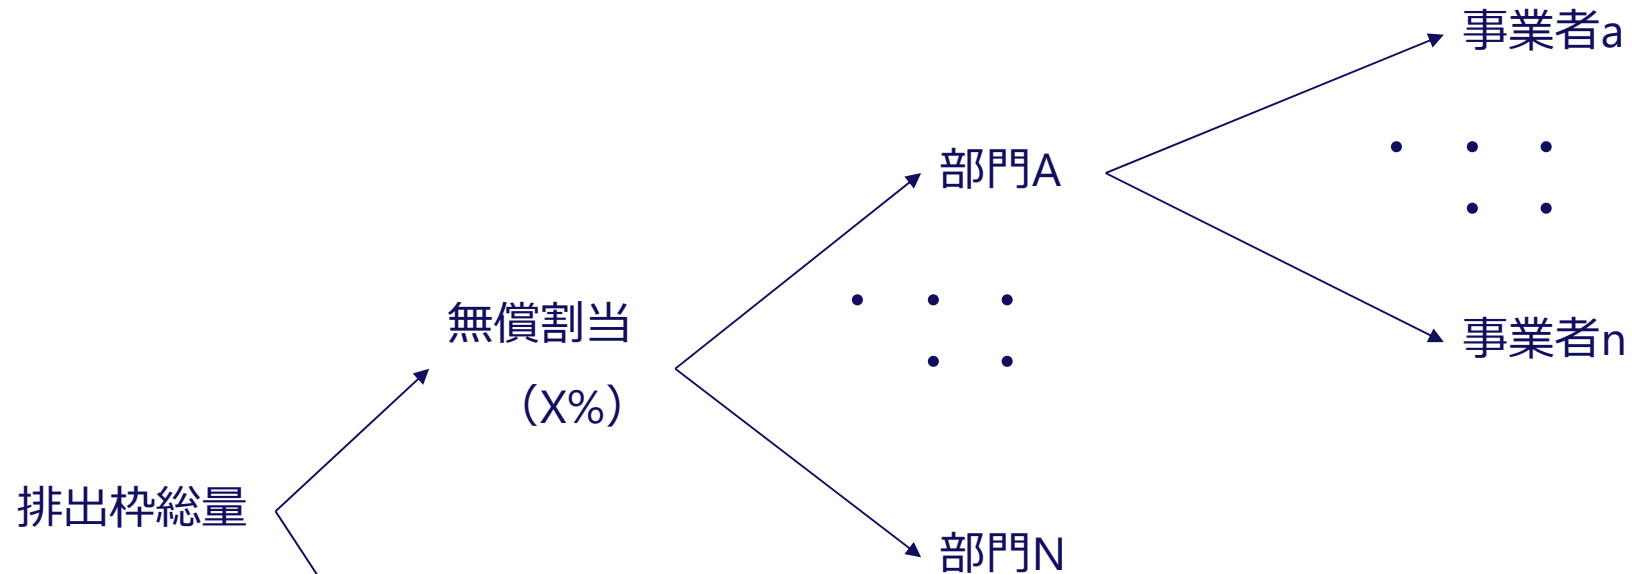 事業者a
・・・
・・
部門A
・・・
・・
無償割当
（X%）
事業者n
排出枠総量
部門N